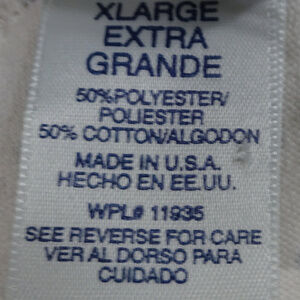 XLARGE
EXTRA
GRANDE
50%POLYESTER/
POLIESTER
50% COTTON/ALGODON
MADE IN U.S.A.
HECHO EN EE.UU.
WPL# 11935
SEE REVERSE FOR CARE
VER AL DORSO PARA
CUIDADO